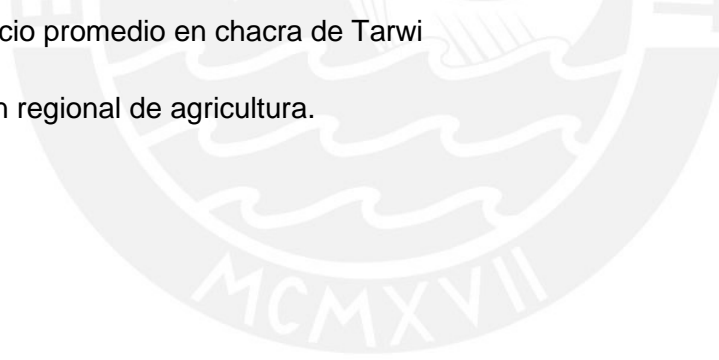 cio promedio en chacra de Tarwi
n regional de agricultura.
MCMXVII